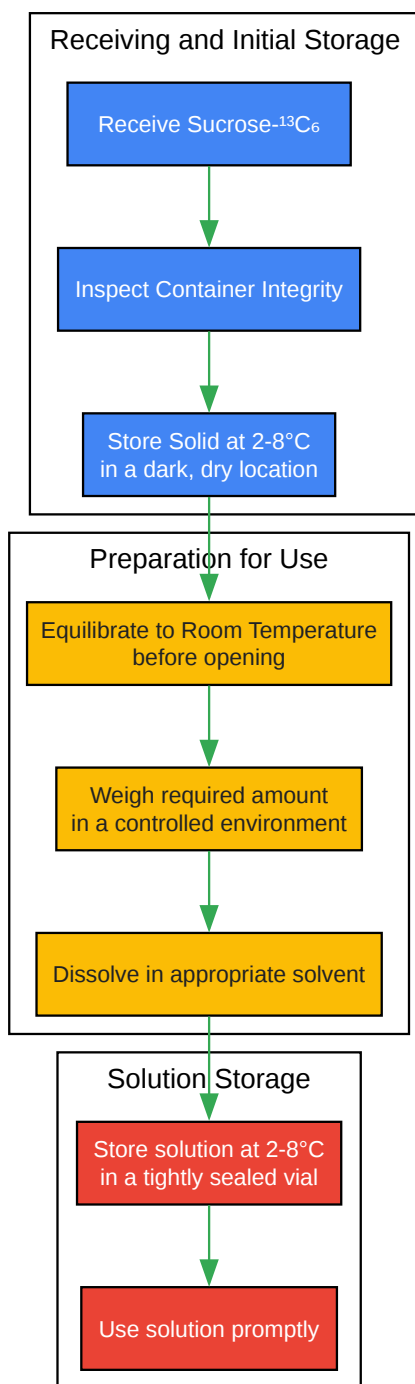 Receiving and Initial Storage
Receive Sucrose-¹³C₆
Inspect Container Integrity
Store Solid at 2-8°C
in a dark, dry location
Preparation for Use
Equilibrate to Room Temperature
before opening
Weigh required amount
in a controlled environment
Dissolve in appropriate solvent
Solution Storage
Store solution at 2-8°C
in a tightly sealed vial
Use solution promptly